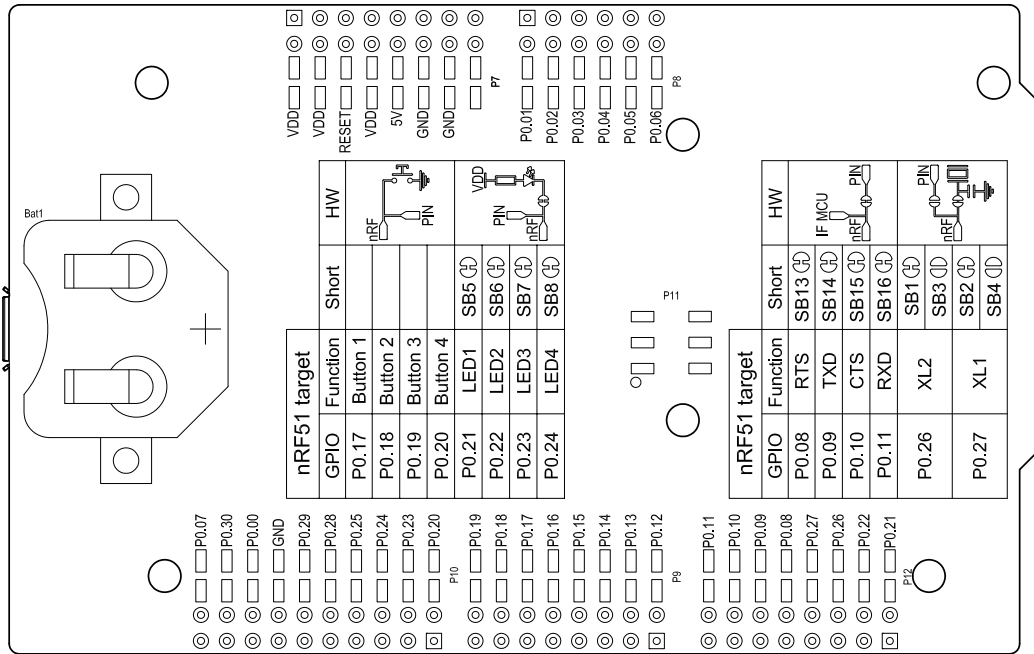 VDD
VDD
RESET
VDD
5V
GND
GND
P7
P0.01
P0.02
P0.03
P0.04
P0.05
P0.06
P8
Bat1
nRF51 target
GPIO Function Short HW
P0.17 Button 1
P0.18 Button 2
P0.19 Button 3
P0.20 Button 4
nRF
PIN
P0.21 LED1 SB5
P0.22 LED2 SB6
P0.23 LED3 SB7
P0.24 LED4 SB8
VDD
PIN
nRF
P11
nRF51 target
GPIO Function Short HW
P0.08 RTS SB13
P0.09 TXD SB14
P0.10 CTS SB15
P0.11 RXD SB16
IF MCU
PIN
nRF
P0.26 XL2 SB1
SB3
P0.27 XL1 SB2
SB4
PIN
nRF
P0.07
P0.30
P0.00
GND
P0.29
P0.28
P0.25
P0.24
P0.23
P0.20
P10
P0.19
P0.18
P0.17
P0.16
P0.15
P0.14
P0.13
P0.12
P9
P0.11
P0.10
P0.09
P0.08
P0.27
P0.26
P0.22
P0.21
P12